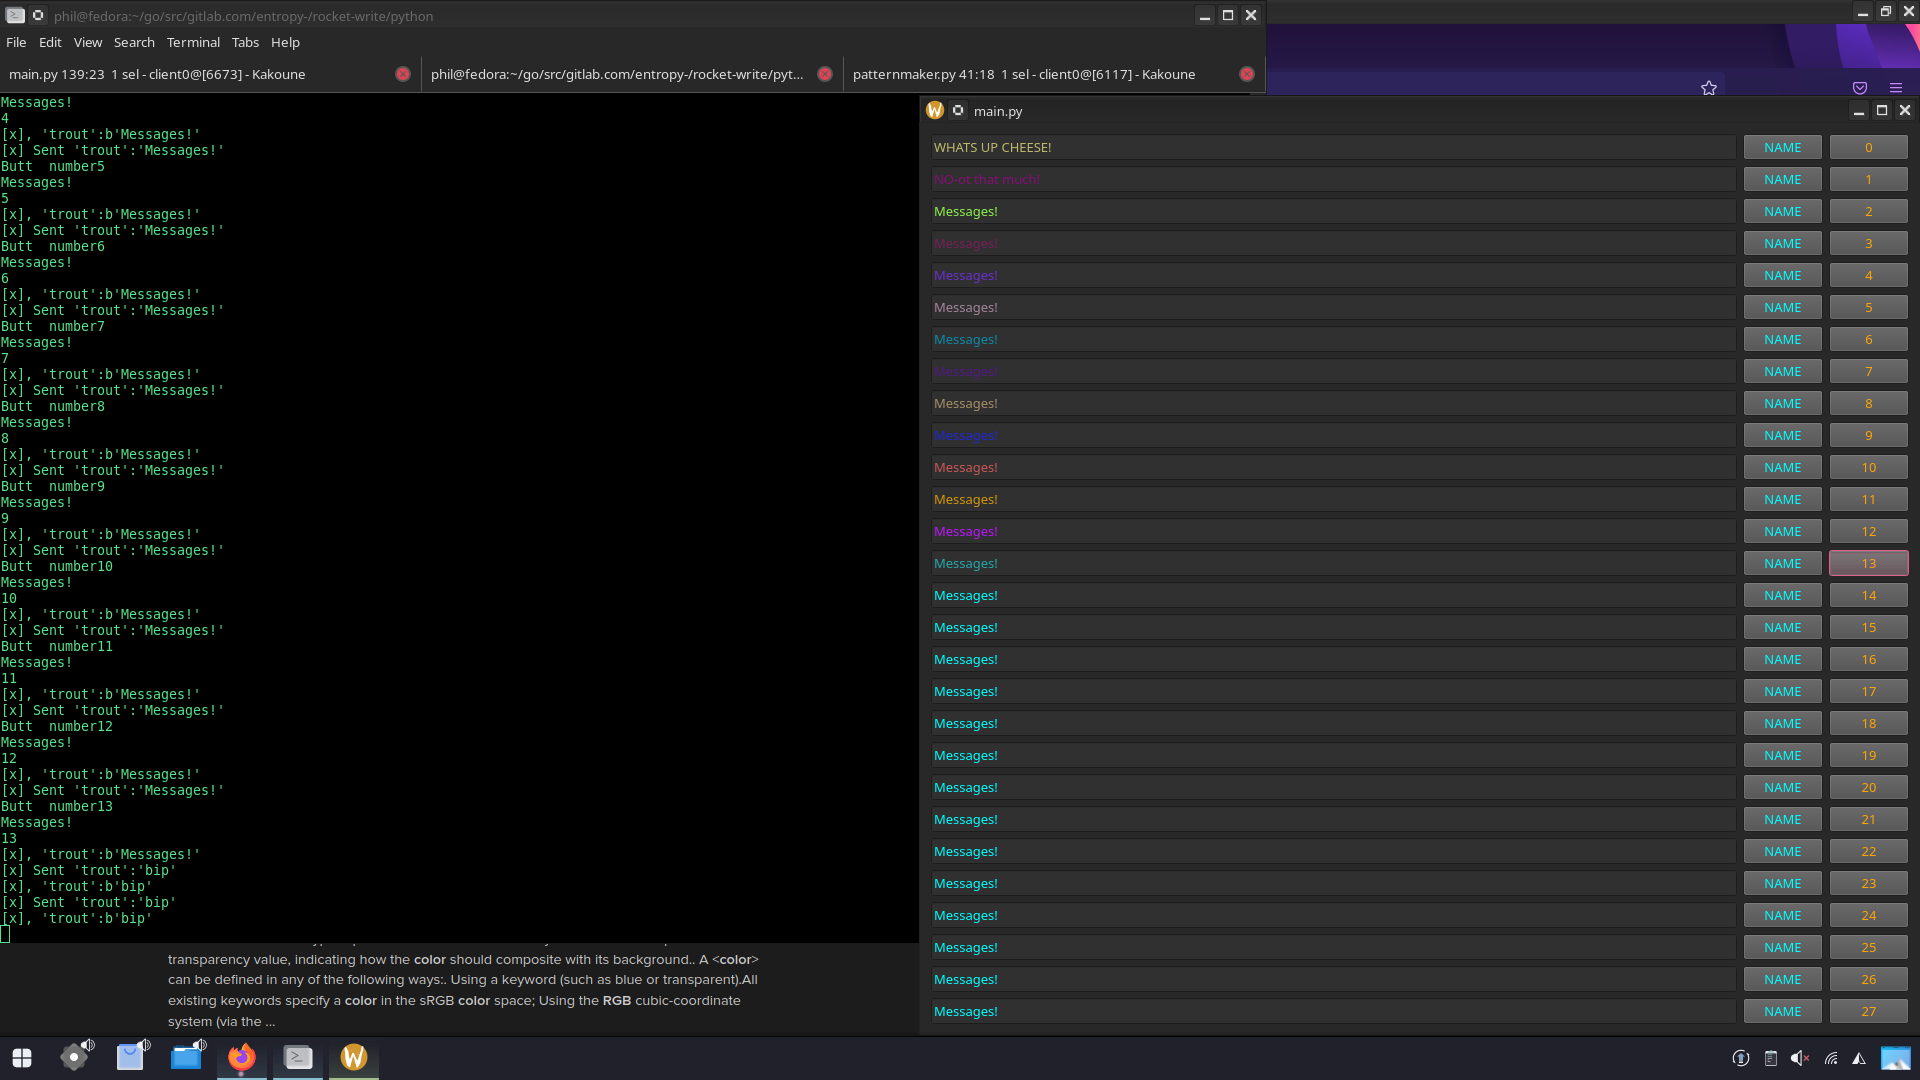 phil@fedora:~/go/src/gitlab.com/entropy-/rocket-write/python
File Edit View Search Terminal Tabs Help
main.py 139:23 1 sel - client0@[6673] - Kakoune
phil@fedora:~/go/src/gitlab.com/entropy-/rocket-write/pyt...
patternmaker.py 41:18 1 sel - client0@[6117] - Kakoune
Messages!
4
[x], 'trout':b'Messages!'
[x] Sent 'trout':'Messages!'
Butt  number5
Messages!
5
[x], 'trout':b'Messages!'
[x] Sent 'trout':'Messages!'
Butt  number6
Messages!
6
[x], 'trout':b'Messages!'
[x] Sent 'trout':'Messages!'
Butt  number7
Messages!
7
[x], 'trout':b'Messages!'
[x] Sent 'trout':'Messages!'
Butt  number8
Messages!
8
[x], 'trout':b'Messages!'
[x] Sent 'trout':'Messages!'
Butt  number9
Messages!
9
[x], 'trout':b'Messages!'
[x] Sent 'trout':'Messages!'
Butt  number10
Messages!
10
[x], 'trout':b'Messages!'
[x] Sent 'trout':'Messages!'
Butt  number11
Messages!
11
[x], 'trout':b'Messages!'
[x] Sent 'trout':'Messages!'
Butt  number12
Messages!
12
[x], 'trout':b'Messages!'
[x] Sent 'trout':'Messages!'
Butt  number13
Messages!
13
[x], 'trout':b'Messages!'
[x] Sent 'trout':'bip'
[x], 'trout':b'bip'
[x] Sent 'trout':'bip'
[x], 'trout':b'bip'
transparency value, indicating how the color should composite with its background.. A <color>
can be defined in any of the following ways:. Using a keyword (such as blue or transparent).All
existing keywords specify a color in the sRGB color space; Using the RGB cubic-coordinate
system (via the ...
main.py
WHATS UP CHEESE! NAME 0
NO-ot that much! NAME 1
Messages! NAME 2
Messages! NAME 3
Messages! NAME 4
Messages! NAME 5
Messages! NAME 6
Messages! NAME 7
Messages! NAME 8
Messages! NAME 9
Messages! NAME 10
Messages! NAME 11
Messages! NAME 12
Messages! NAME 13
Messages! NAME 14
Messages! NAME 15
Messages! NAME 16
Messages! NAME 17
Messages! NAME 18
Messages! NAME 19
Messages! NAME 20
Messages! NAME 21
Messages! NAME 22
Messages! NAME 23
Messages! NAME 24
Messages! NAME 25
Messages! NAME 26
Messages! NAME 27